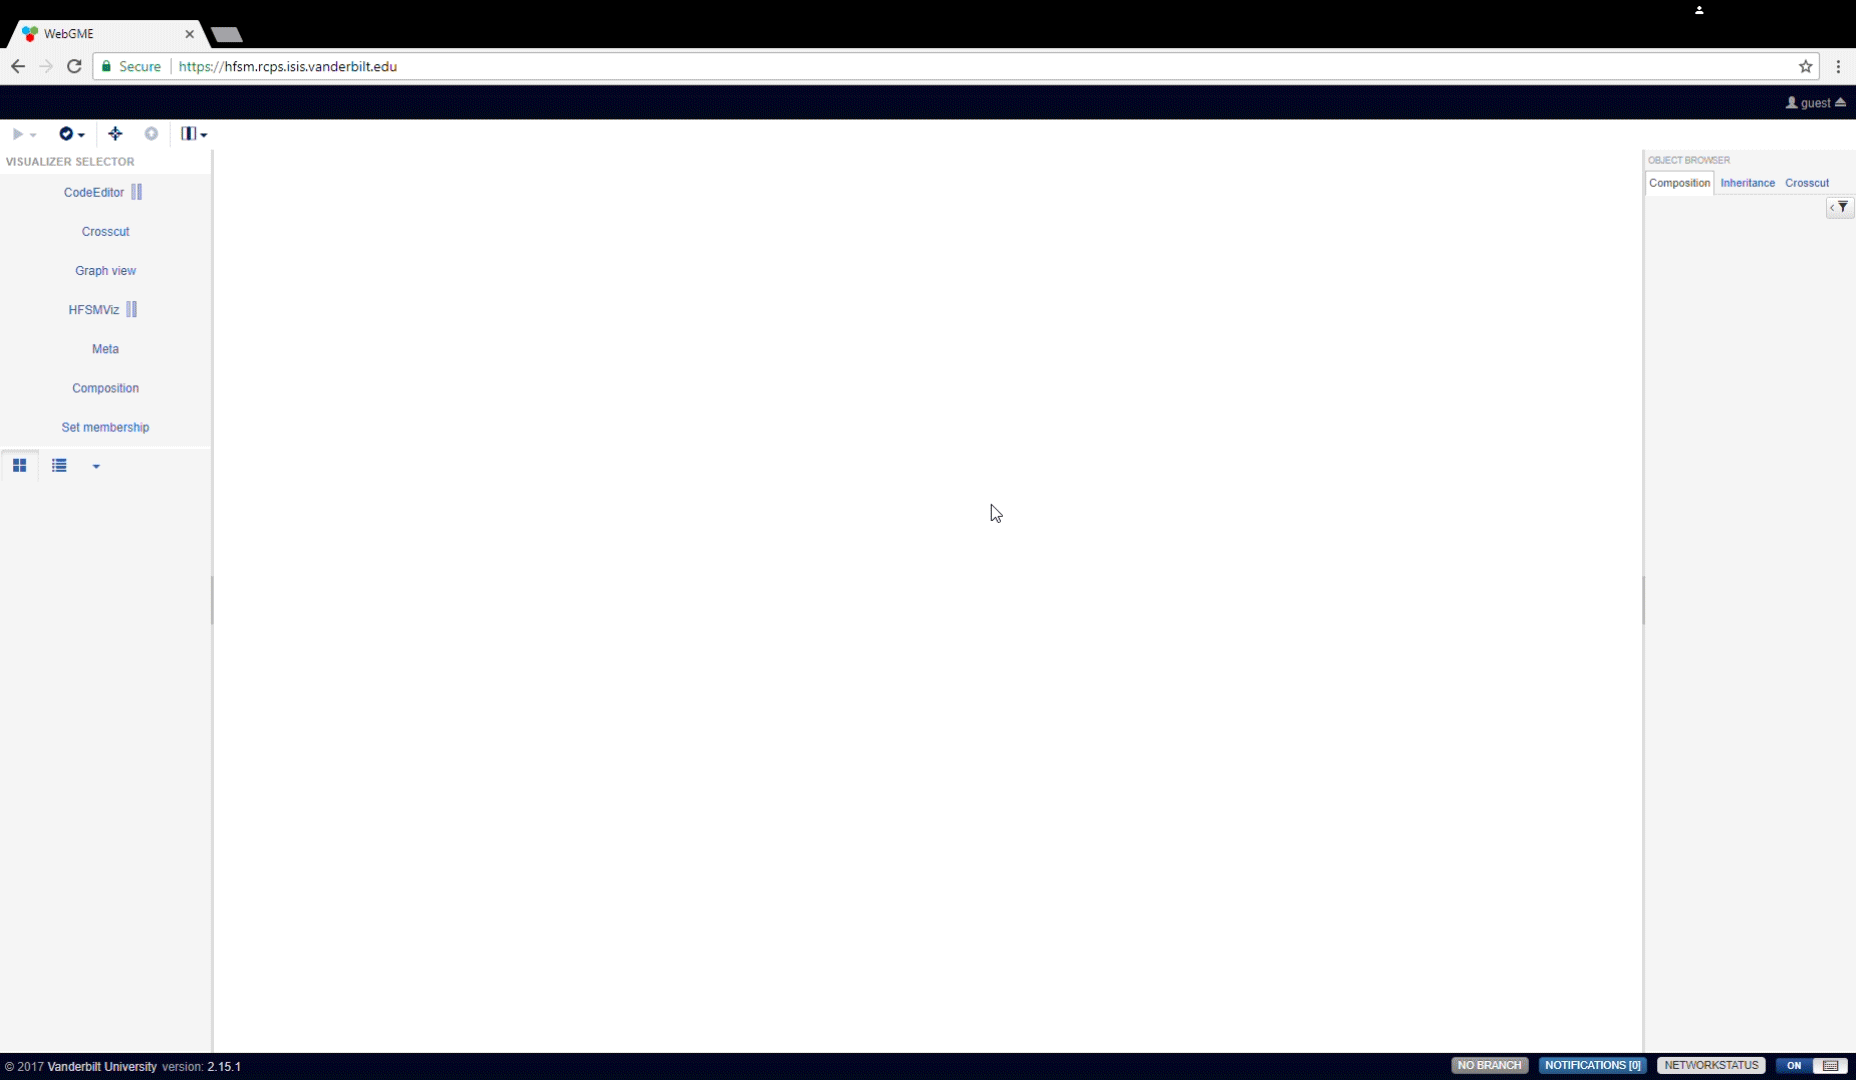 WebGME
Secure https://hfsm.rcps.isis.vanderbilt.edu
guest
VISUALIZER SELECTOR
CodeEditor
Crosscut
Graph view
HFSMViz
Meta
Composition
Set membership
OBJECT BROWSER
Composition Inheritance Crosscut
© 2017 Vanderbilt University version: 2.15.1
NO BRANCH NOTIFICATIONS [0] NETWORKSTATUS ON